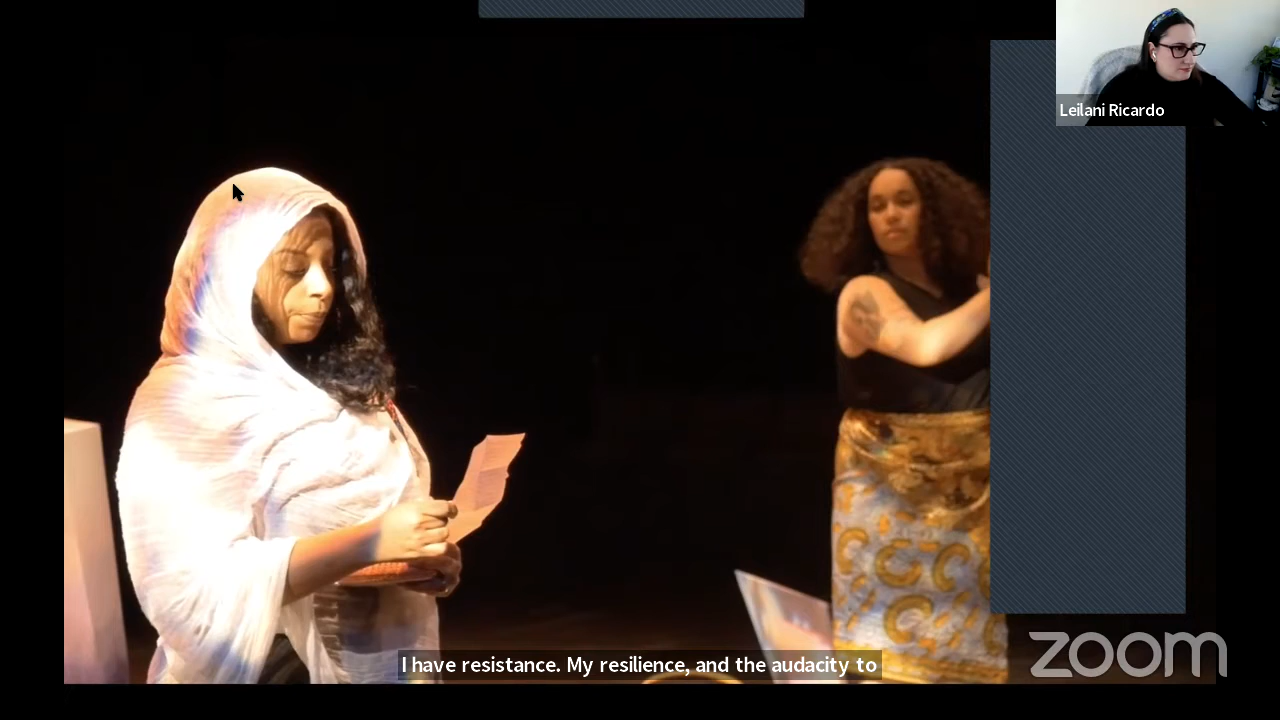 Leilani Ricardo
I have resistance. My resilience, and the audacity to
zoom